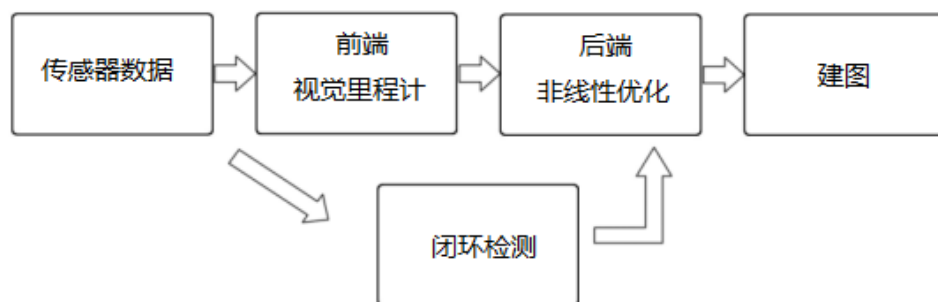 传感器数据
前端
视觉里程计
后端
非线性优化
建图
闭环检测